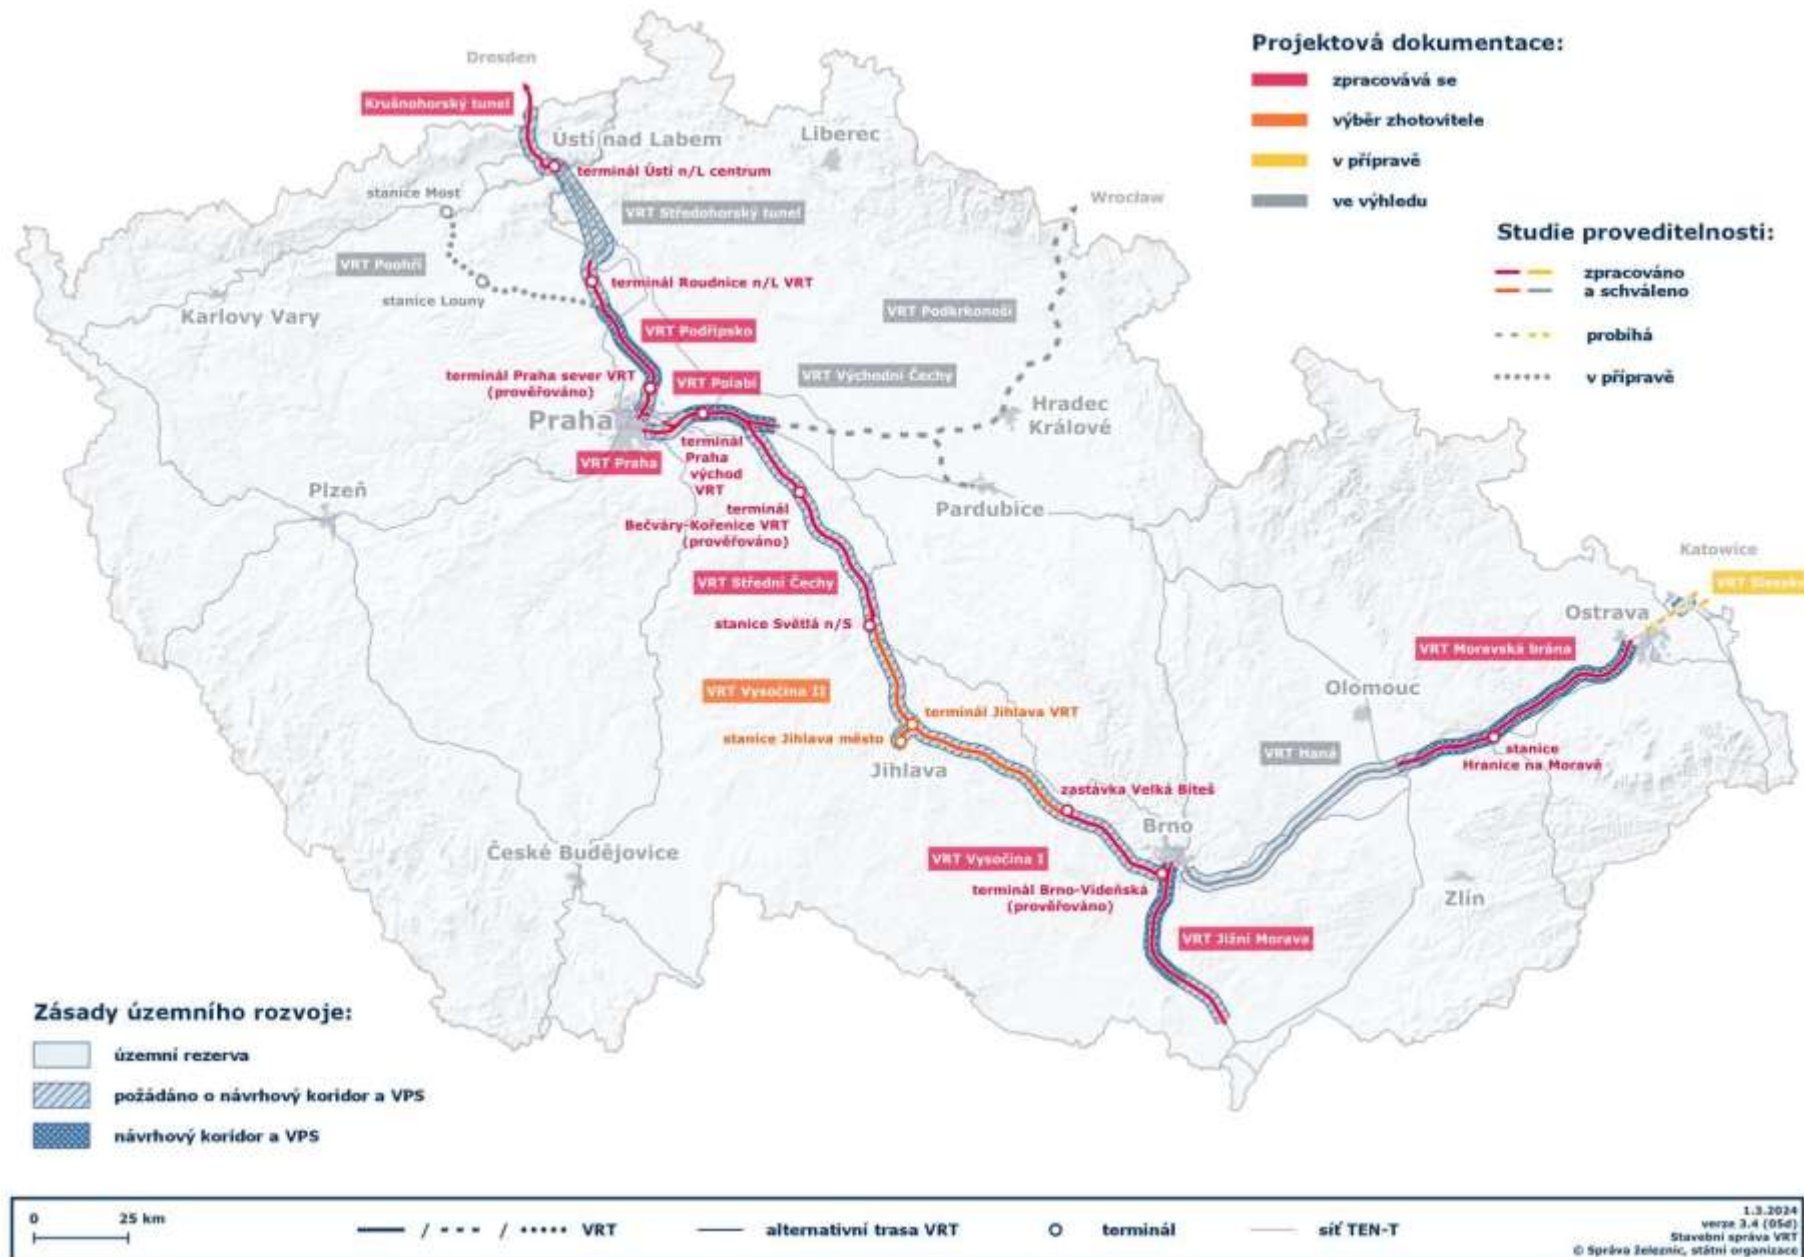 Projektová dokumentace:
zpracovává se
výběr zhotovitele
v přípravě
ve výhledu
Studie proveditelnosti:
zpracováno
a schváleno
probíhá
v přípravě
Dresden
Krušnohorský tunel
Ústí nad Labem
Liberec
terminál Ústí n/L centrum
stanice Most
Wrocław
VRT Středohorský tunel
VRT Poohří
terminál Roudnice n/L VRT
stanice Louny
Karlovy Vary
VRT Podkrkonoší
VRT Podřipsko
terminál Praha sever VRT
(prověřováno)
VRT Polabí
VRT Východní Čechy
Praha
Hradec
Králové
VRT Praha
terminál
Praha
východ
VRT
Plzeň
Pardubice
terminál
Bečváry-Kořenice VRT
(prověřováno)
Katowice
VRT Střední Čechy
Ostrava
stanice Světlá n/S
VRT Moravská brána
VRT Vysočina II
Olomouc
terminál Jihlava VRT
stanice Jihlava město
VRT Haná
stanice
Hranice na Moravě
Jihlava
zastávka Velká Bíteš
Brno
České Budějovice
VRT Vysočina I
terminál Brno-Vídeňská
(prověřováno)
Zlín
VRT Jižní Morava
Zásady územního rozvoje:
územní rezerva
požádáno o návrhový koridor a VPS
návrhový koridor a VPS
0 25 km
/ / VRT
alternativní trasa VRT
terminál
síť TEN-T
1.3.2024
verze 3.4 (05d)
Stavební správa VRT
© Správa železnic, státní organizace